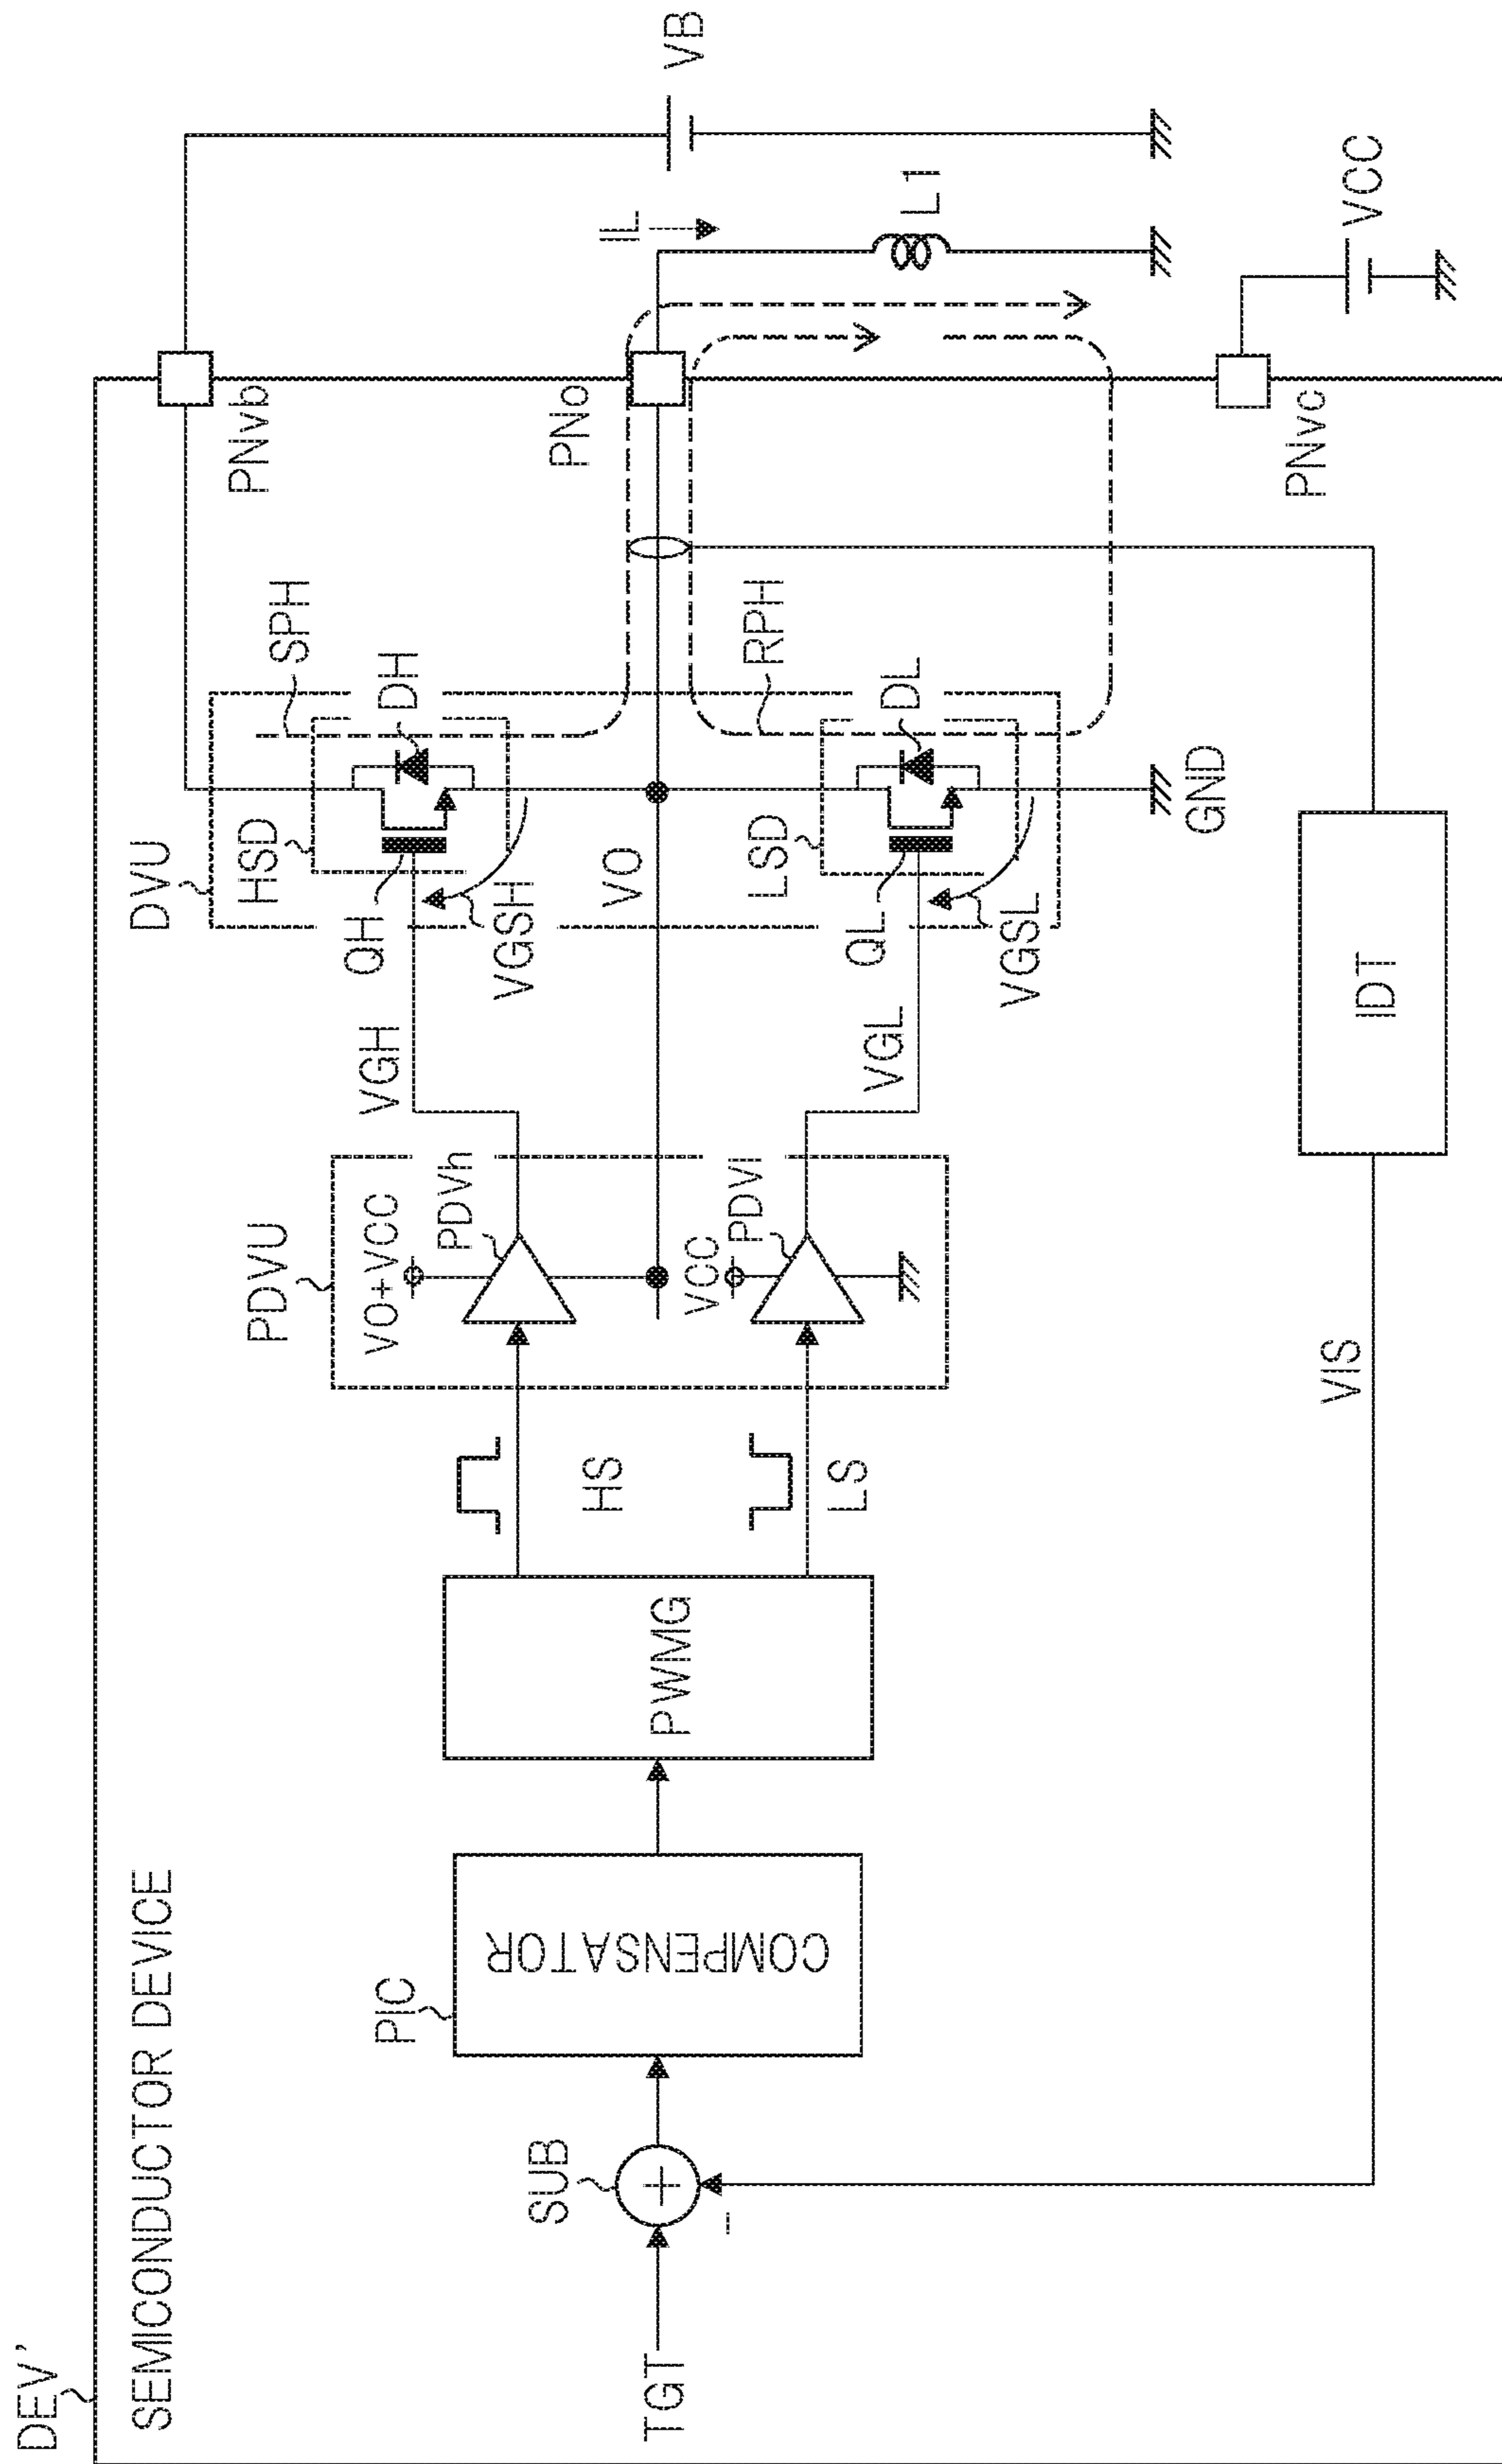 DEV'
SEMICONDUCTOR DEVICE
TGT
SUB
+
-
PIC
COMPENSATOR
PWMG
HS
LS
PDVU
VO+VCC
PDVh
VCC
PDVl
VGH
VGL
DVU
HSD
QH
VGSH
DH
SPH
VO
LSD
QL
VGSL
DL
RPH
GND
PNvb
PNo
PNvc
IL
L1
VB
VCC
IDT
VIS